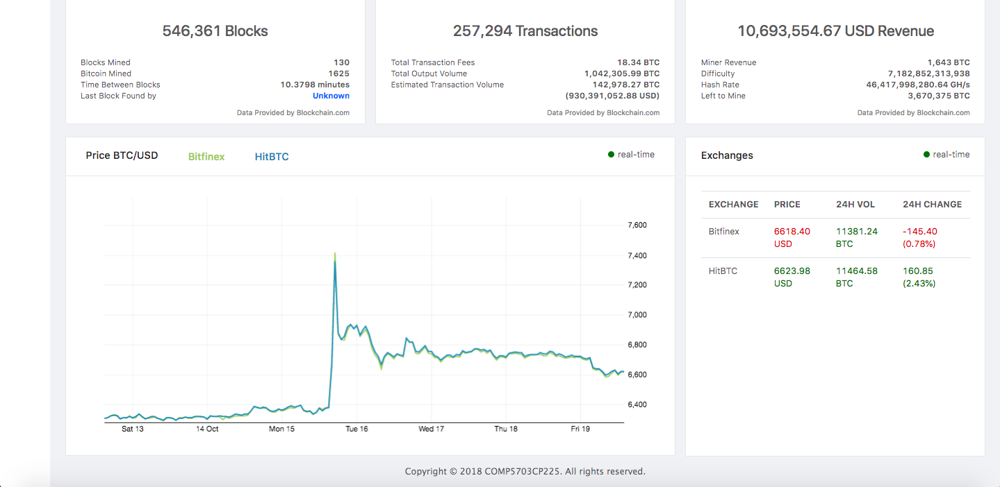 546,361 Blocks
Blocks Mined 130
Bitcoin Mined 1625
Time Between Blocks 10.3798 minutes
Last Block Found by Unknown
Data Provided by Blockchain.com
257,294 Transactions
Total Transaction Fees 18.34 BTC
Total Output Volume 1,042,305.99 BTC
Estimated Transaction Volume 142,978.27 BTC
(930,391,052.88 USD)
Data Provided by Blockchain.com
10,693,554.67 USD Revenue
Miner Revenue 1,643 BTC
Difficulty 7,182,852,313,938
Hash Rate 46,417,998,280.64 GH/s
Left to Mine 3,670,375 BTC
Data Provided by Blockchain.com
Price BTC/USD Bitfinex HitBTC real-time
7,600
7,400
7,200
7,000
6,800
6,600
6,400
Sat 13 14 Oct Mon 15 Tue 16 Wed 17 Thu 18 Fri 19
Exchanges real-time
EXCHANGE PRICE 24H VOL 24H CHANGE
Bitfinex 6618.40 11381.24 -145.40
USD BTC (0.78%)
HitBTC 6623.98 11464.58 160.85
USD BTC (2.43%)
Copyright © 2018 COMP5703CP225. All rights reserved.